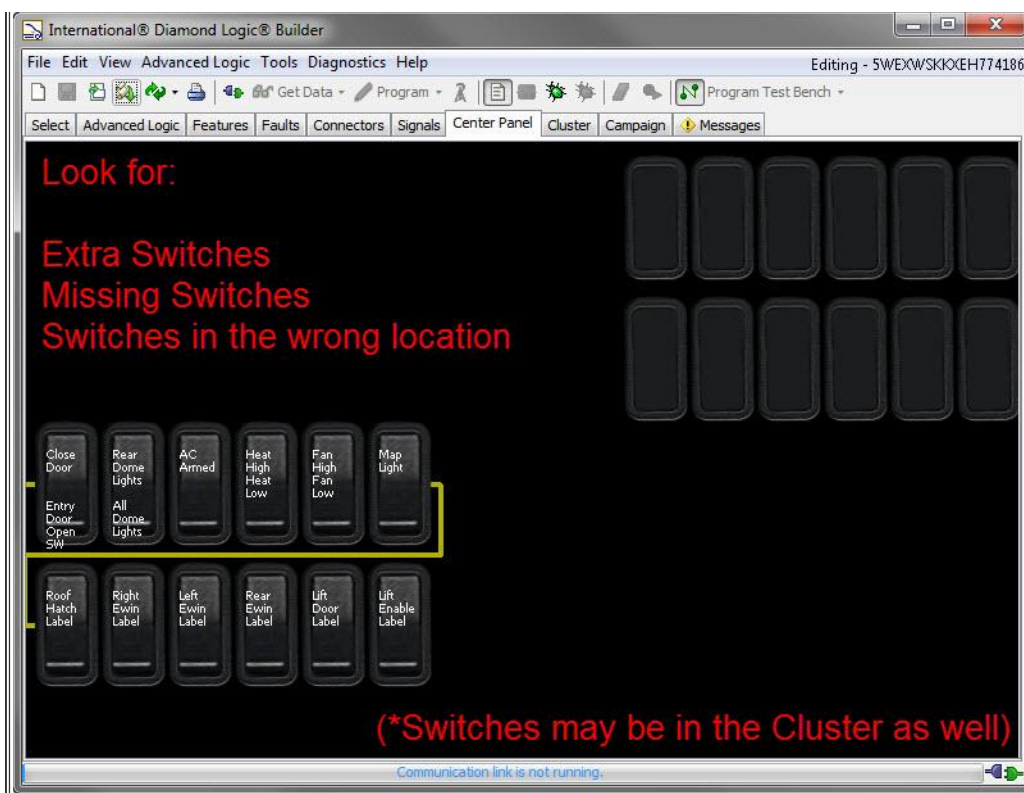 International® Diamond Logic® Builder
File Edit View Advanced Logic Tools Diagnostics Help
Editing - 5WEXWSKKXEH774186
Get Data
Program
Program Test Bench
Select Advanced Logic Features Faults Connectors Signals Center Panel Cluster Campaign Messages
Look for:
Extra Switches
Missing Switches
Switches in the wrong location
Close
Door
Entry
Door
Open
SW
Rear
Dome
Lights
All
Dome
Lights
AC
Armed
Heat
High
Heat
Low
Fan
High
Fan
Low
Map
Light
Roof
Hatch
Label
Right
Ewin
Label
Left
Ewin
Label
Rear
Ewin
Label
Lift
Door
Label
Lift
Enable
Label
(*Switches may be in the Cluster as well)
Communication link is not running.